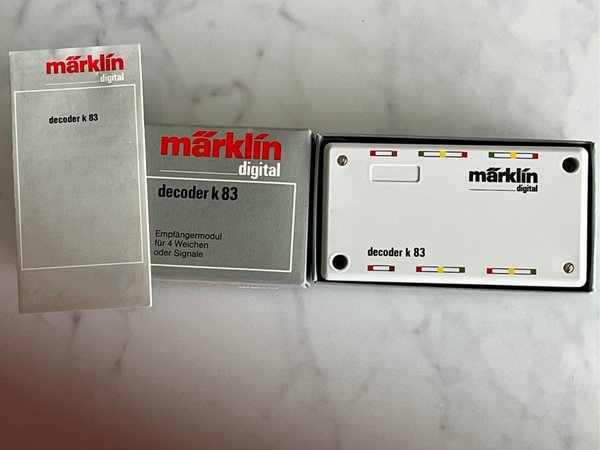 märklin
digital
decoder k 83
märklin
digital
decoder k 83
Empfängermodul
für 4 Weichen
oder Signale
märklin
digital
decoder k 83